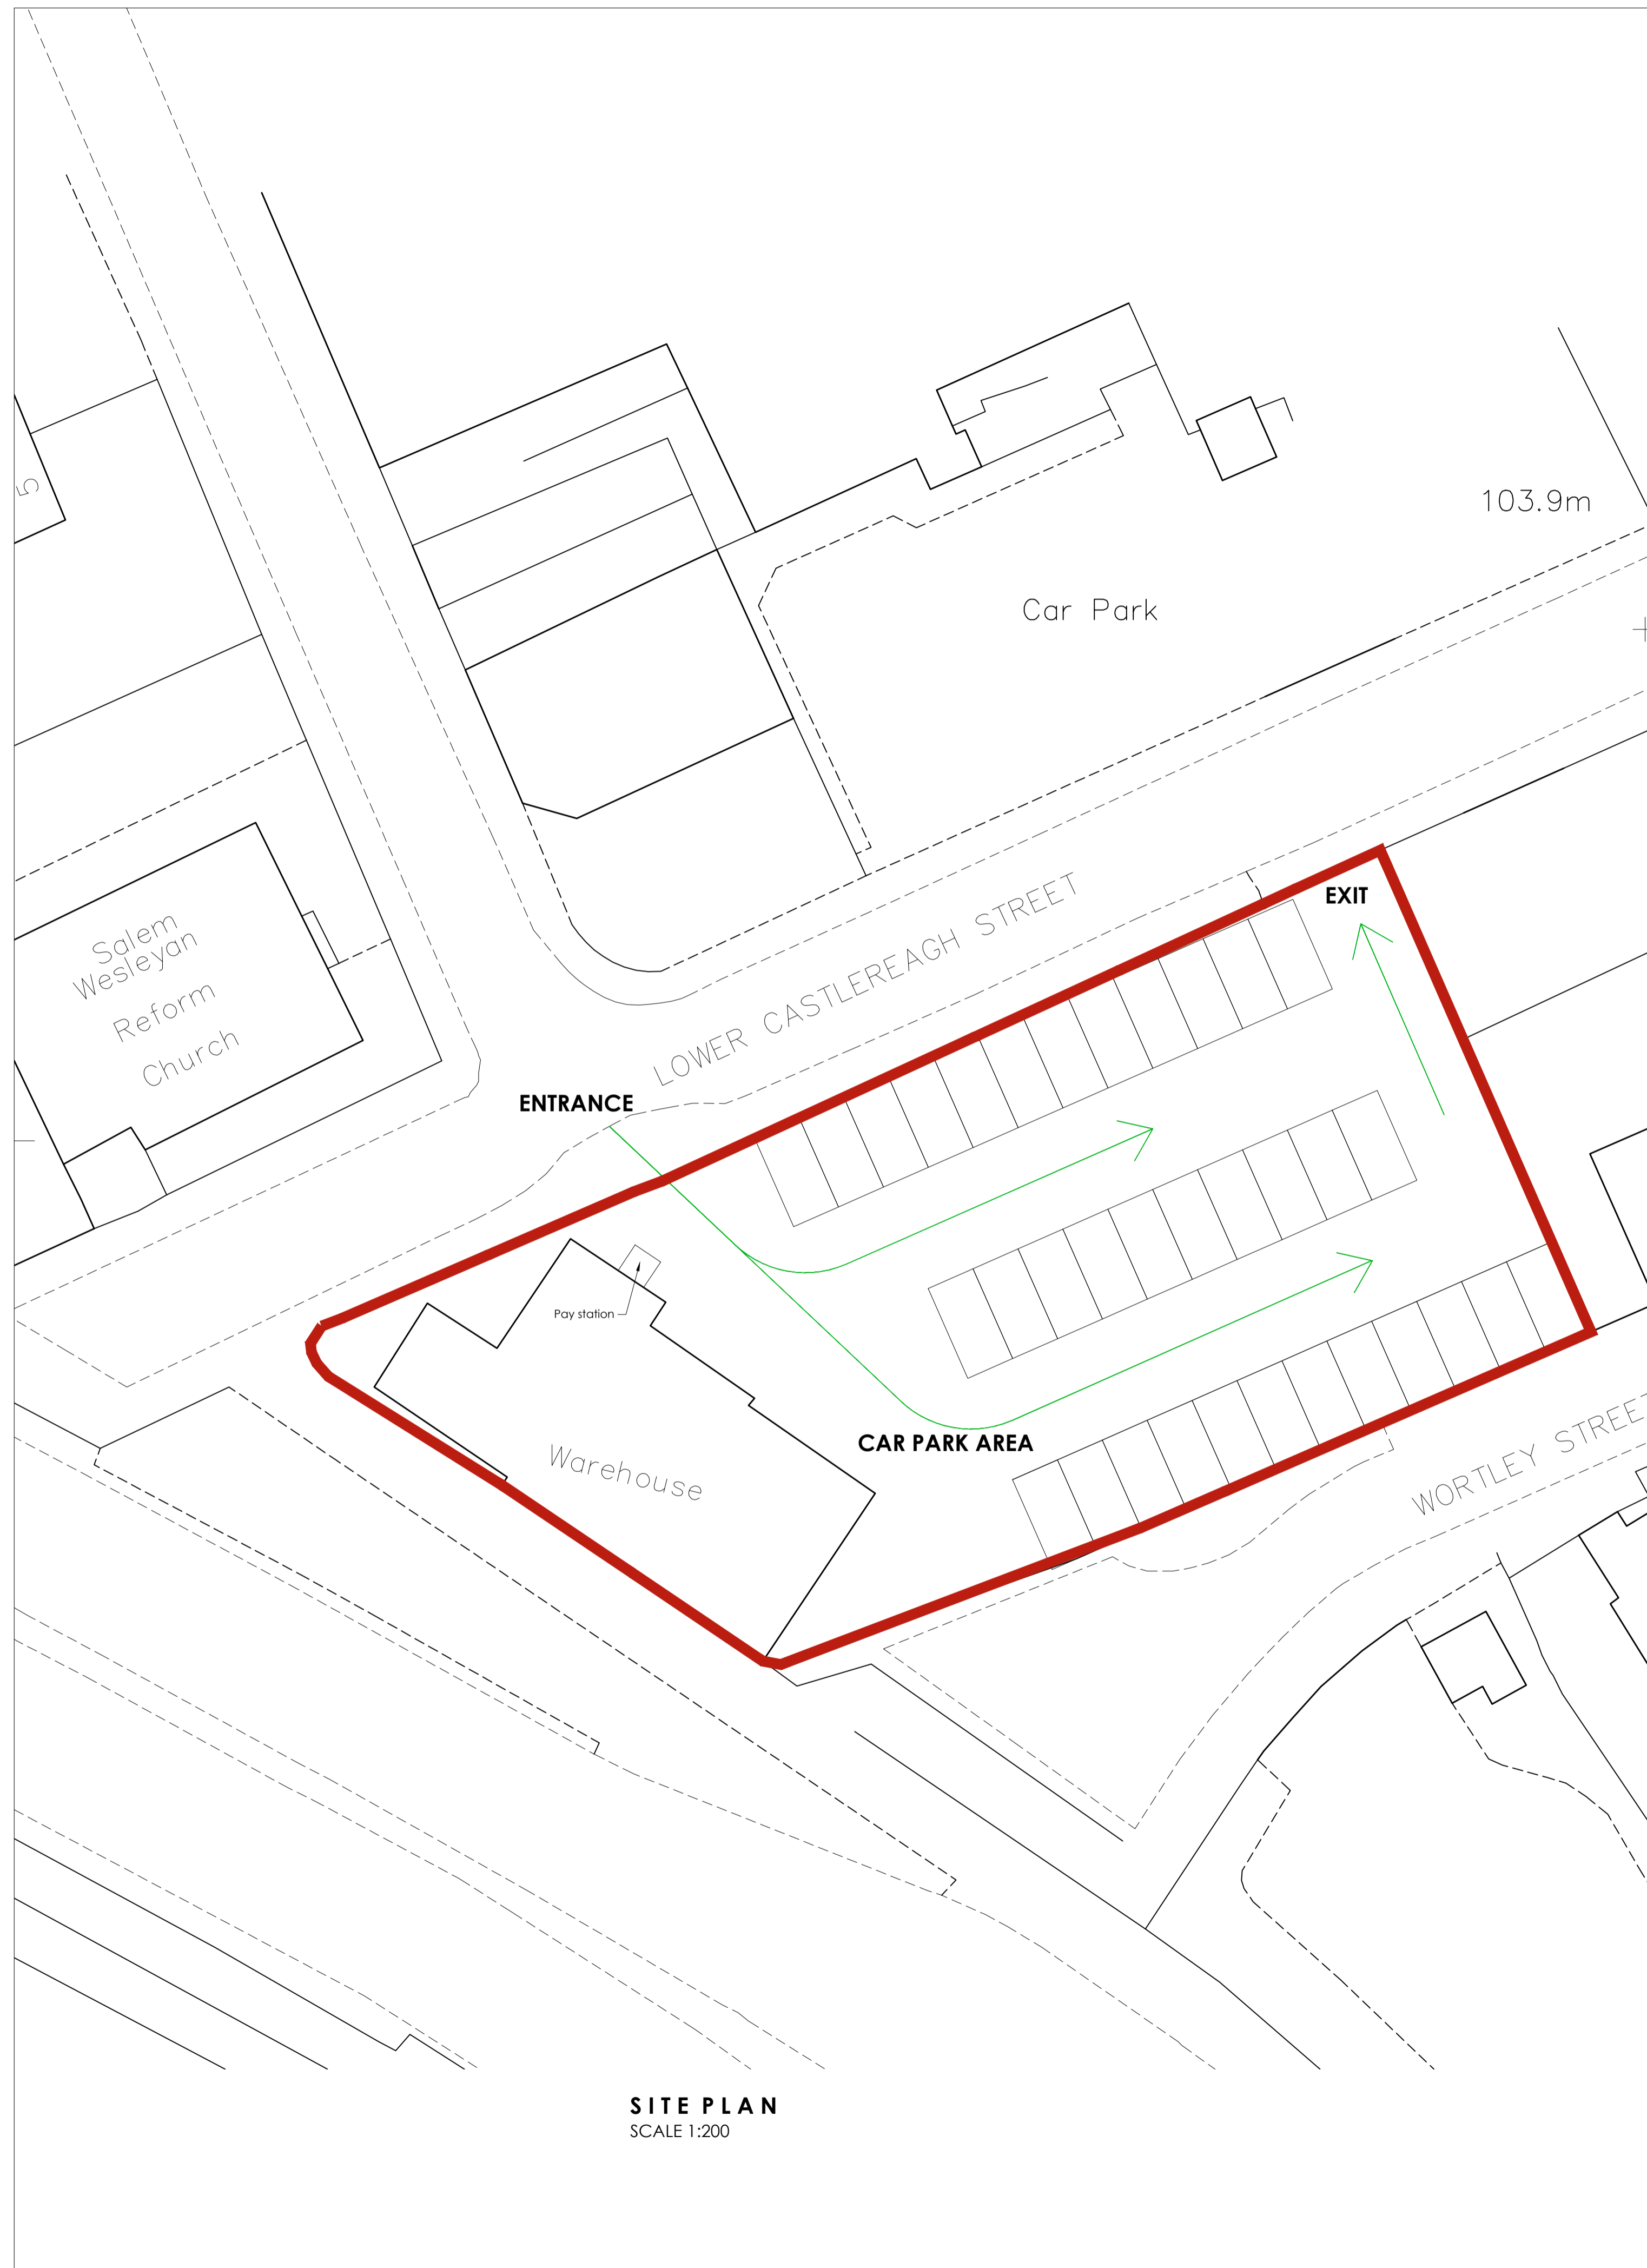 5
103.9m
Car Park
EXIT
LOWER CASTLEREAGH STREET
Salem
Wesleyan
Reform
Church
ENTRANCE
Pay station
CAR PARK AREA
Warehouse
WORTLEY STREE
SITE PLAN
SCALE 1:200